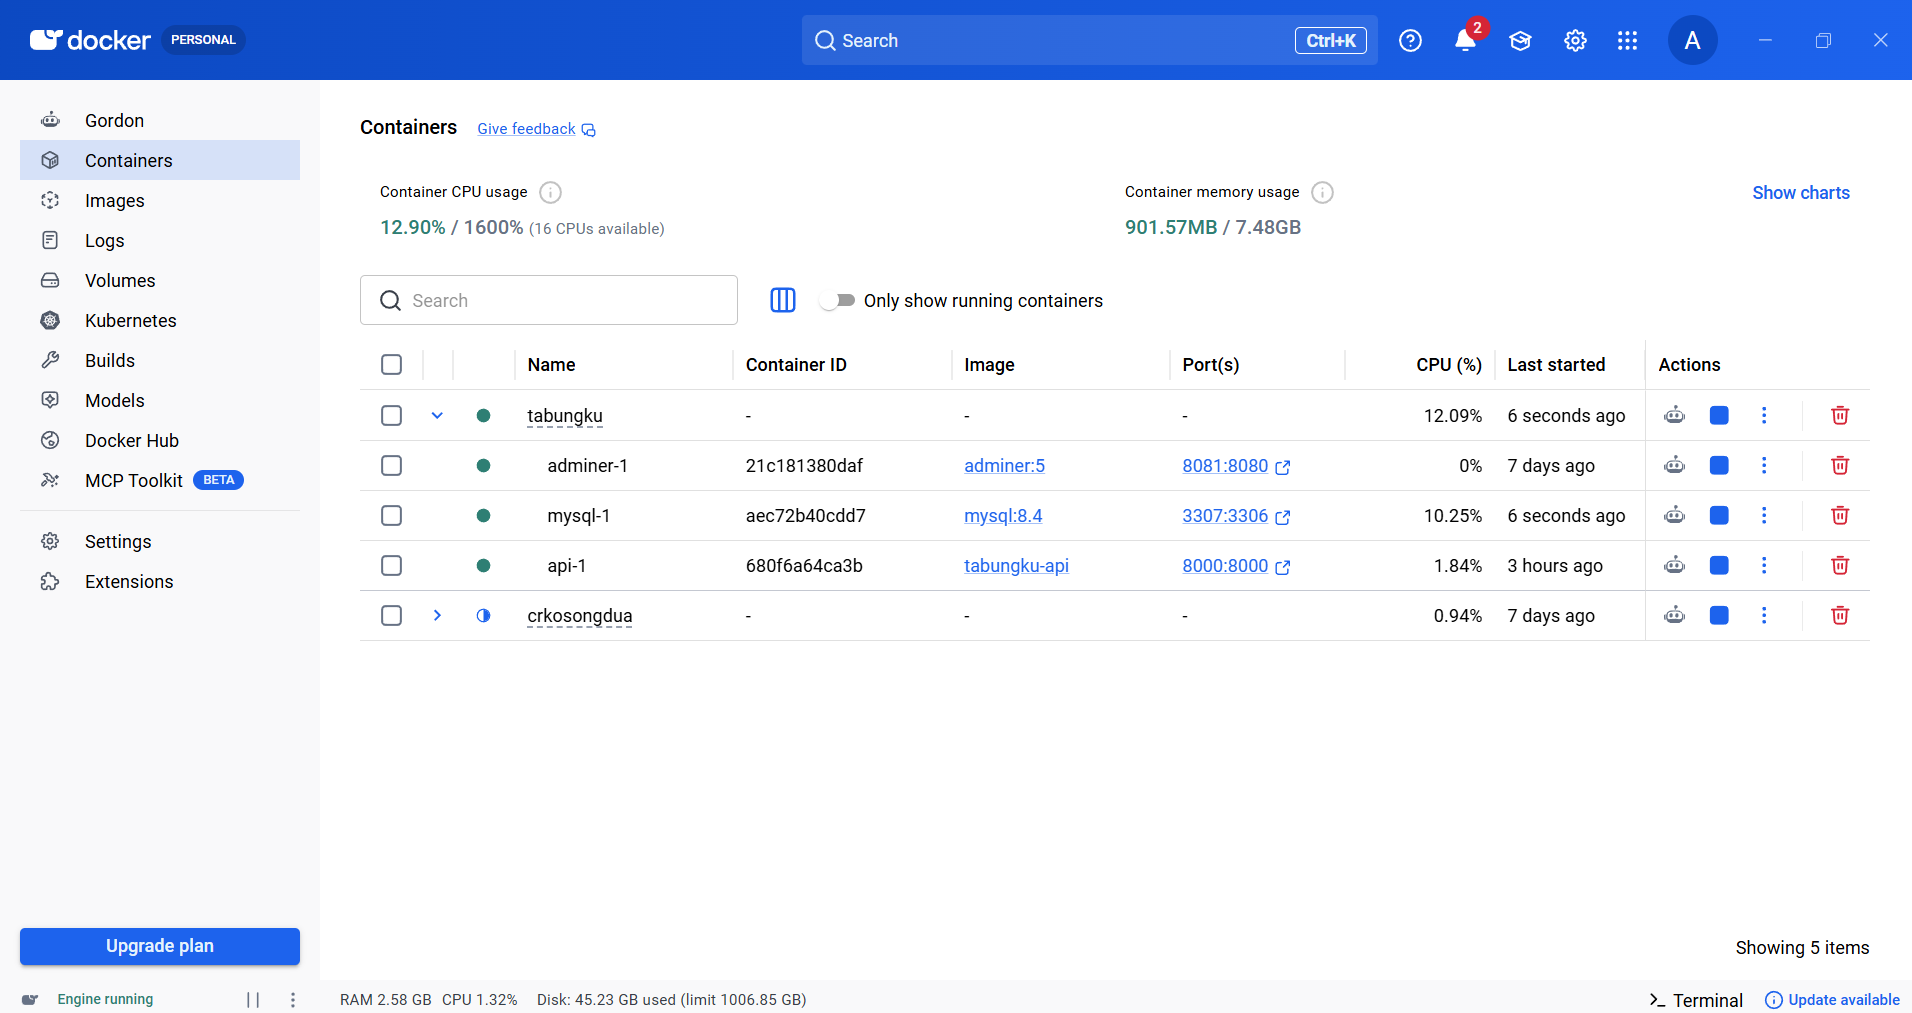 docker PERSONAL Search Ctrl+K 2 A
Gordon
Containers
Images
Logs
Volumes
Kubernetes
Builds
Models
Docker Hub
MCP Toolkit BETA
Settings
Extensions
Upgrade plan
Containers Give feedback
Container CPU usage
12.90% / 1600% (16 CPUs available)
Container memory usage
901.57MB / 7.48GB
Show charts
Search
Only show running containers
Name Container ID Image Port(s) CPU (%) Last started Actions
tabungku - - - 12.09% 6 seconds ago
adminer-1 21c181380daf adminer:5 8081:8080 0% 7 days ago
mysql-1 aec72b40cdd7 mysql:8.4 3307:3306 10.25% 6 seconds ago
api-1 680f6a64ca3b tabungku-api 8000:8000 1.84% 3 hours ago
crkosongdua - - - 0.94% 7 days ago
Showing 5 items
Engine running RAM 2.58 GB CPU 1.32% Disk: 45.23 GB used (limit 1006.85 GB) Terminal Update available